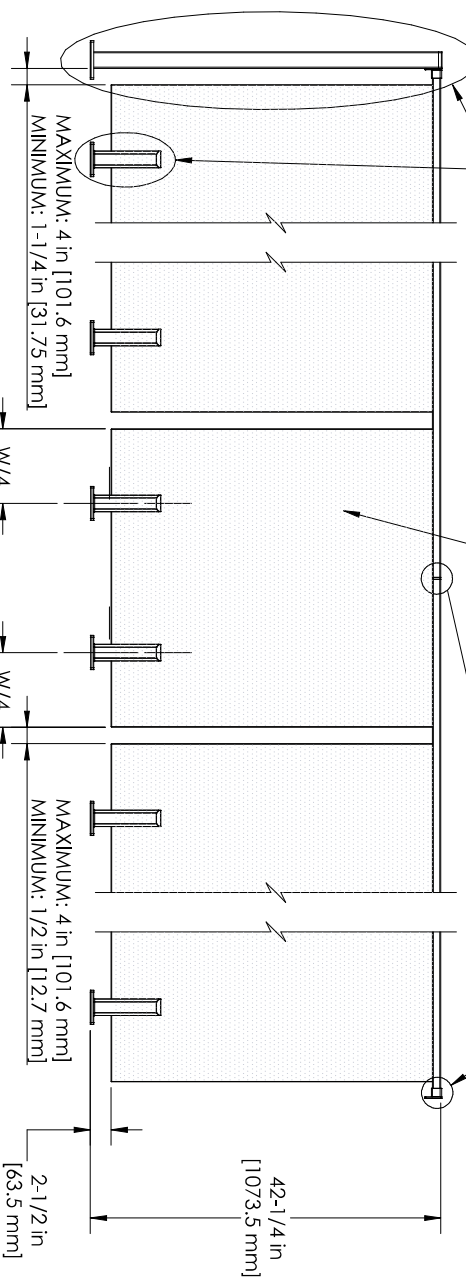 MAXIMUM: 4 in [101.6 mm]
MINIMUM: 1-1/4 in [31.75 mm]
W/4
W/4
MAXIMUM: 4 in [101.6 mm]
MINIMUM: 1/2 in [12.7 mm]
2-1/2 in
[63.5 mm]
42-1/4 in
[1073.5 mm]